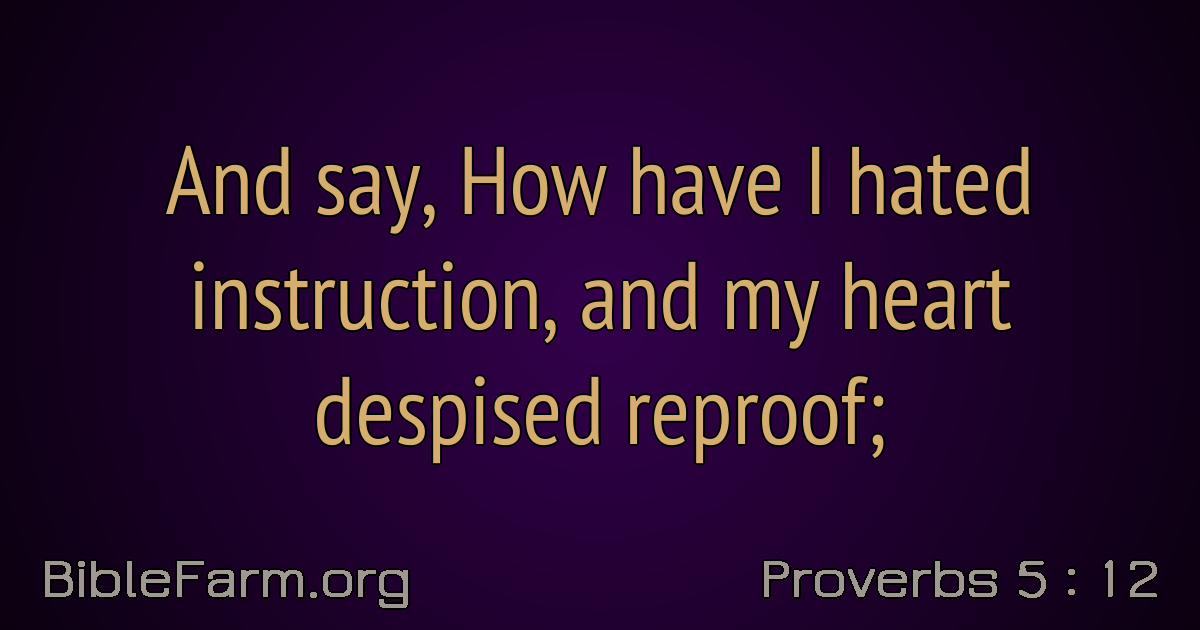 And say, How have I hated
instruction, and my heart
despised reproof;
BibleFarm.org
Proverbs 5 : 12